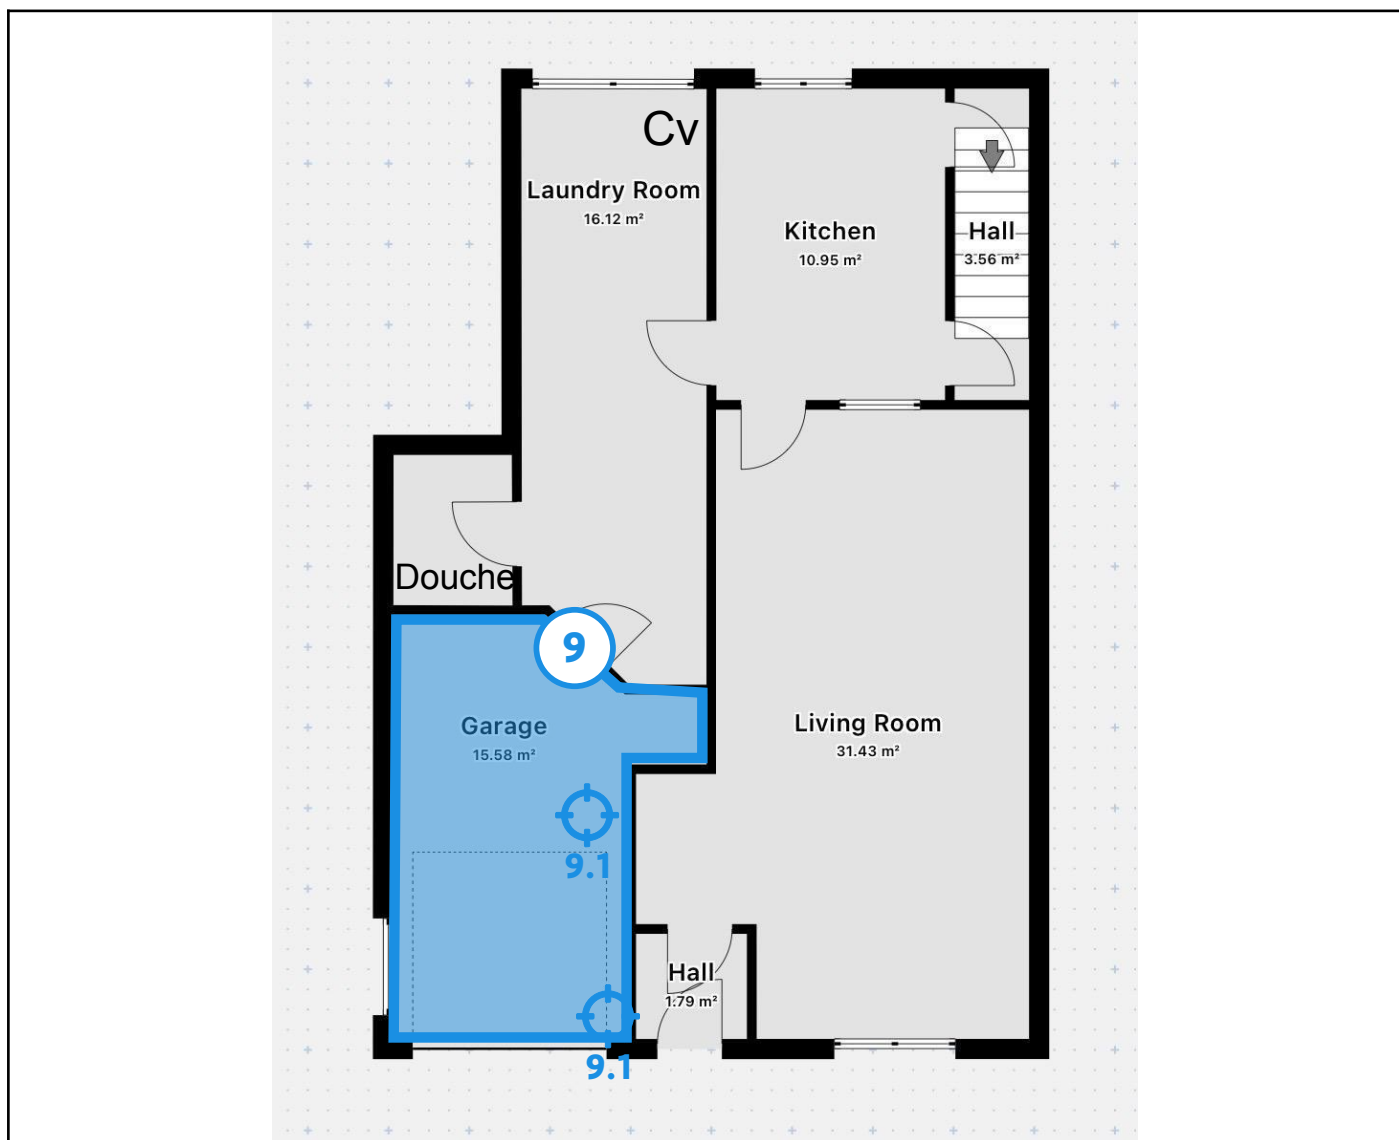 Cv
Laundry Room
16.12 m²
Kitchen
10.95 m²
Hall
3.56 m²
Douche
9
Garage
15.58 m²
Living Room
31.43 m²
9.1
Hall
1.79 m²
9.1